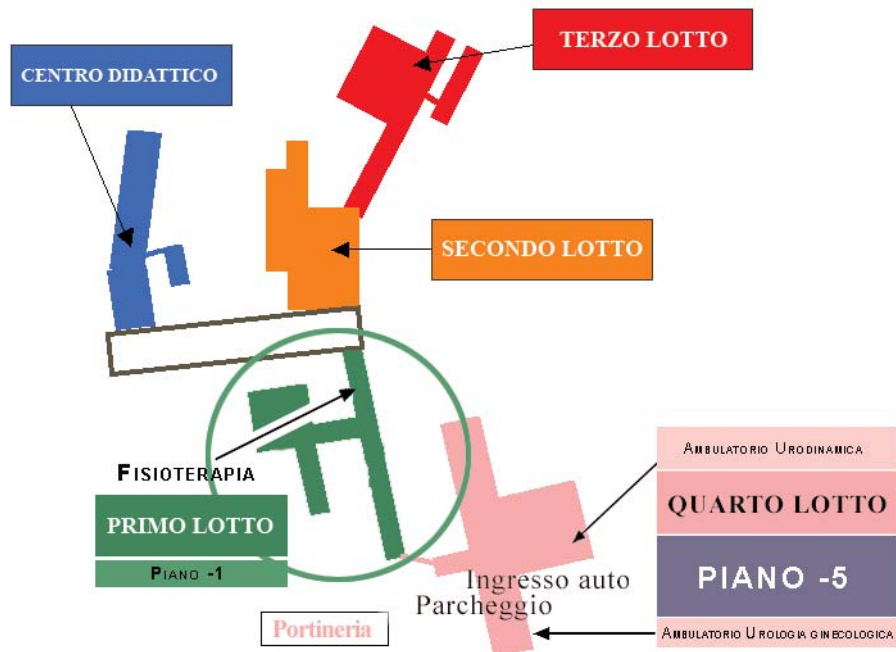 TERZO LOTTO
CENTRO DIDATTICO
SECONDO LOTTO
FISIOTERAPIA
PRIMO LOTTO
PIANO -1
AMBULATORIO URODINAMICA
QUARTO LOTTO
PIANO -5
AMBULATORIO UROLOGIA GINECOLOGICA
Ingresso auto
Parcheggio
Portineria